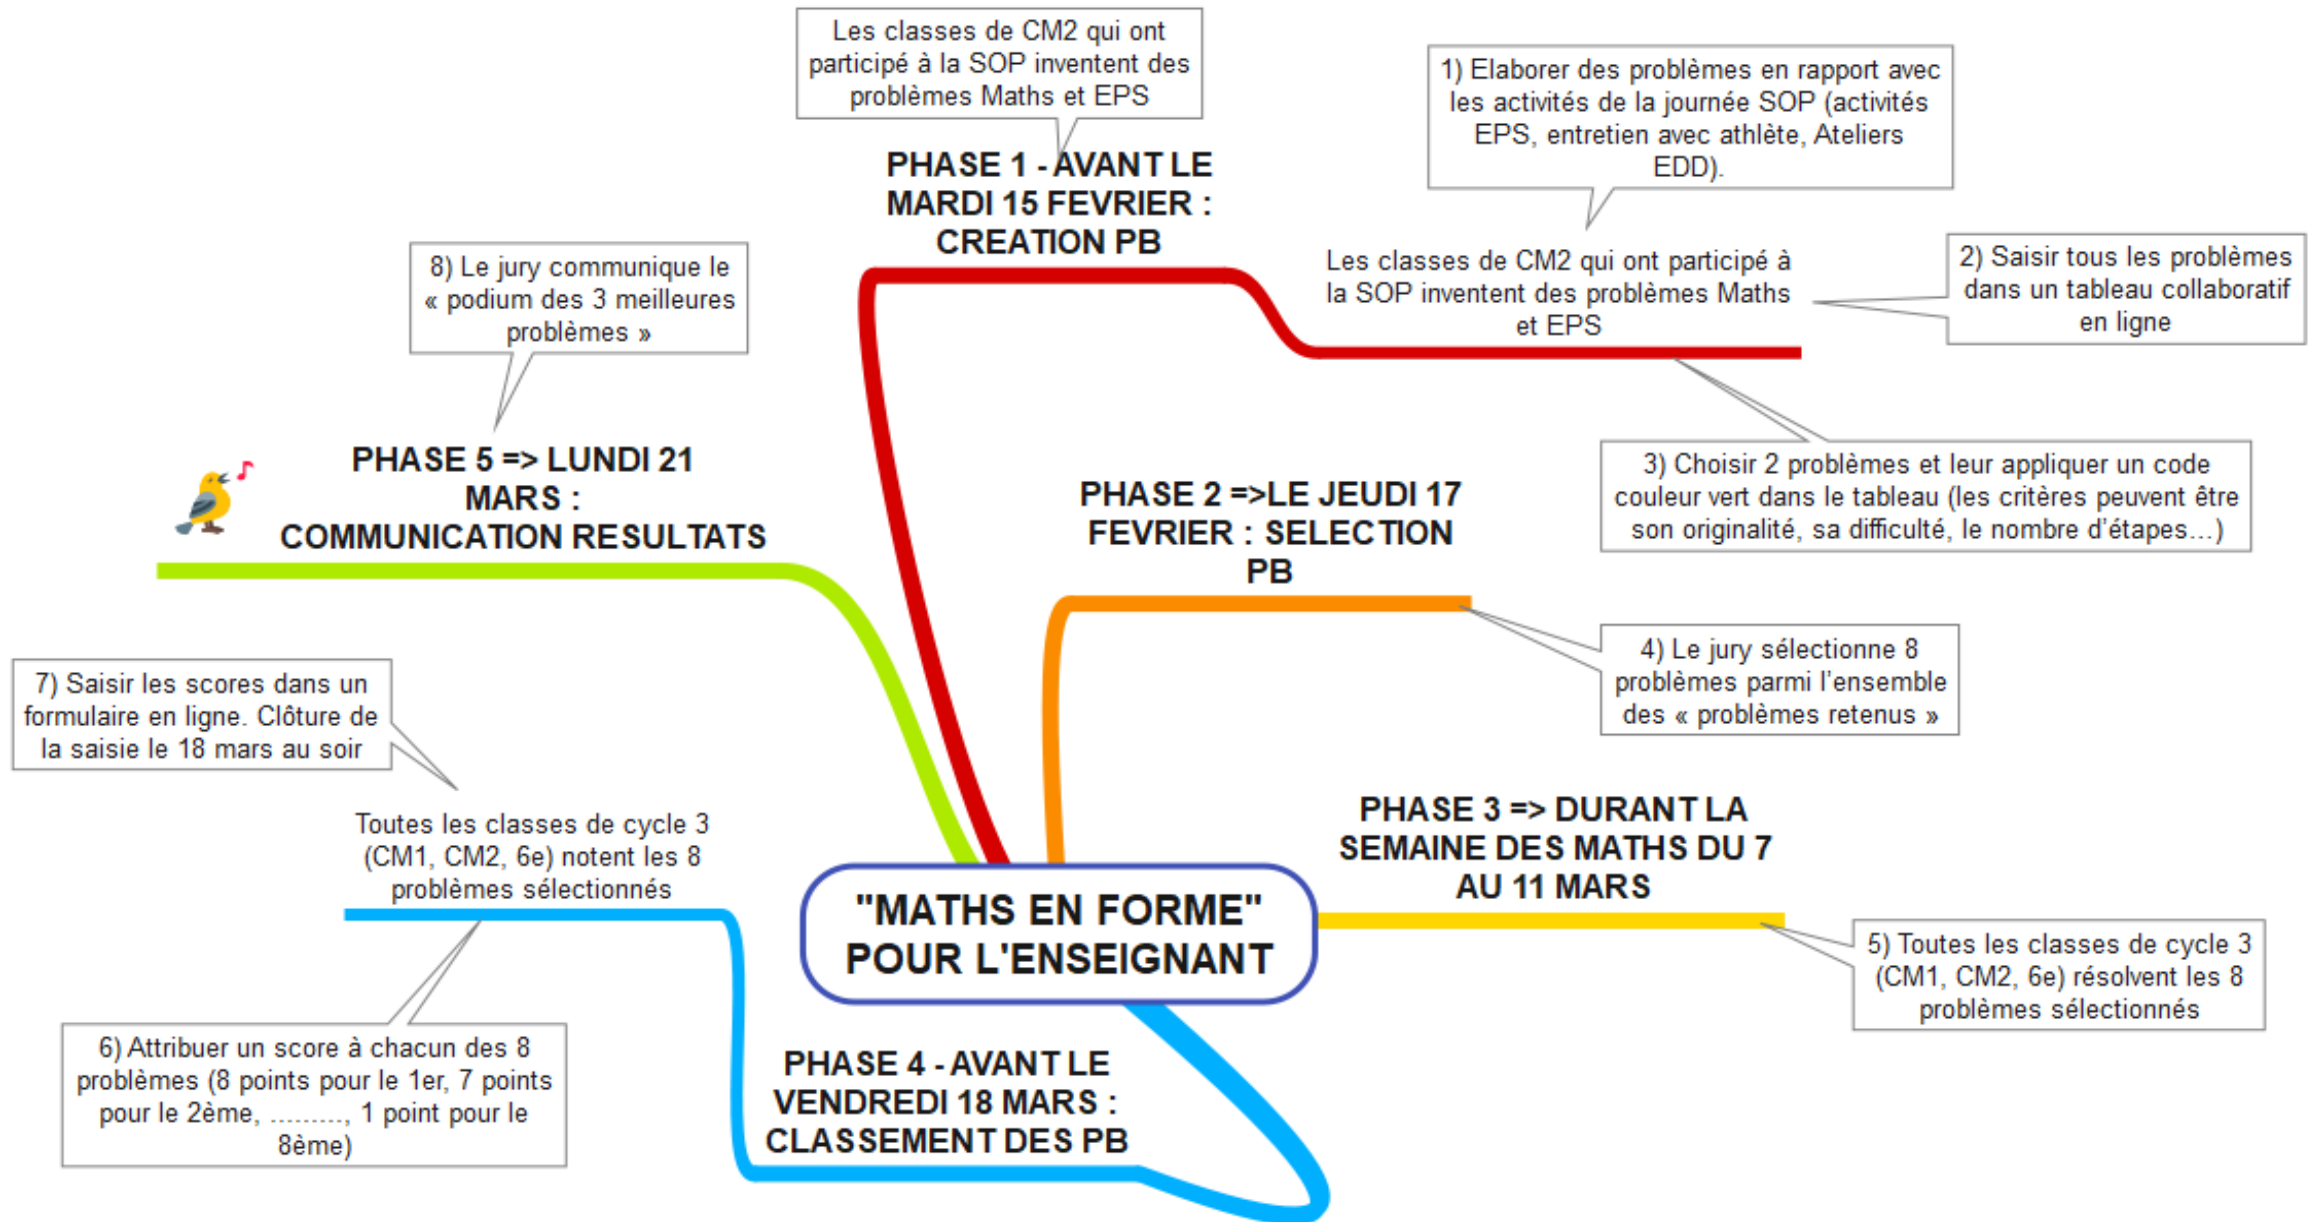 "MATHS EN FORME"
POUR L'ENSEIGNANT
Les classes de CM2 qui ont
participé à la SOP inventent des
problèmes Maths et EPS
PHASE 1 - AVANT LE
MARDI 15 FEVRIER :
CREATION PB
1) Elaborer des problèmes en rapport avec
les activités de la journée SOP (activités
EPS, entretien avec athlète, Ateliers
EDD).
Les classes de CM2 qui ont participé à
la SOP inventent des problèmes Maths
et EPS
2) Saisir tous les problèmes
dans un tableau collaboratif
en ligne
3) Choisir 2 problèmes et leur appliquer un code
couleur vert dans le tableau (les critères peuvent être
son originalité, sa difficulté, le nombre d'étapes...)
PHASE 2 =>LE JEUDI 17
FEVRIER : SELECTION
PB
4) Le jury sélectionne 8
problèmes parmi l'ensemble
des « problèmes retenus »
PHASE 3 => DURANT LA
SEMAINE DES MATHS DU 7
AU 11 MARS
5) Toutes les classes de cycle 3
(CM1, CM2, 6e) résolvent les 8
problèmes sélectionnés
PHASE 4 - AVANT LE
VENDREDI 18 MARS :
CLASSEMENT DES PB
Toutes les classes de cycle 3
(CM1, CM2, 6e) notent les 8
problèmes sélectionnés
6) Attribuer un score à chacun des 8
problèmes (8 points pour le 1er, 7 points
pour le 2ème, ........., 1 point pour le
8ème)
7) Saisir les scores dans un
formulaire en ligne. Clôture de
la saisie le 18 mars au soir
PHASE 5 => LUNDI 21
MARS :
COMMUNICATION RESULTATS
8) Le jury communique le
« podium des 3 meilleures
problèmes »